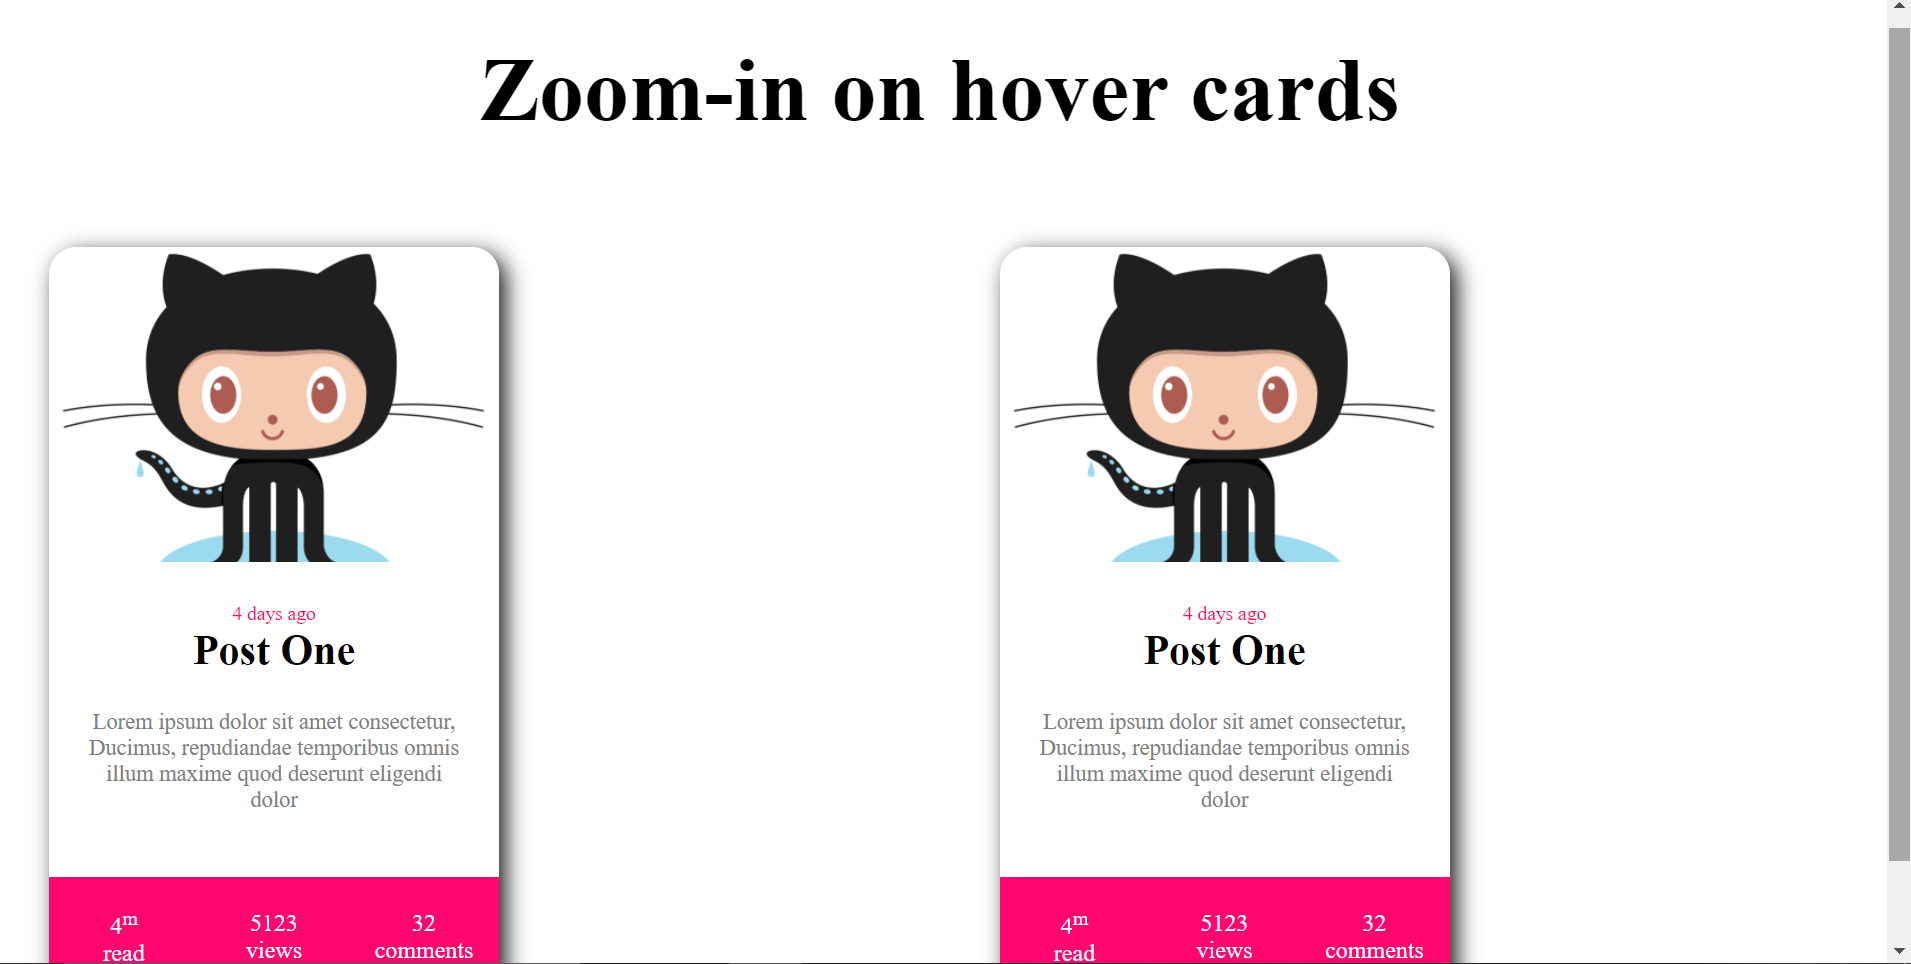 Zoom-in on hover cards
4 days ago
Post One
Lorem ipsum dolor sit amet consectetur,
Ducimus, repudiandae temporibus omnis
illum maxime quod deserunt eligendi
dolor
4m
read
5123
views
32
comments
4 days ago
Post One
Lorem ipsum dolor sit amet consectetur,
Ducimus, repudiandae temporibus omnis
illum maxime quod deserunt eligendi
dolor
4m
read
5123
views
32
comments